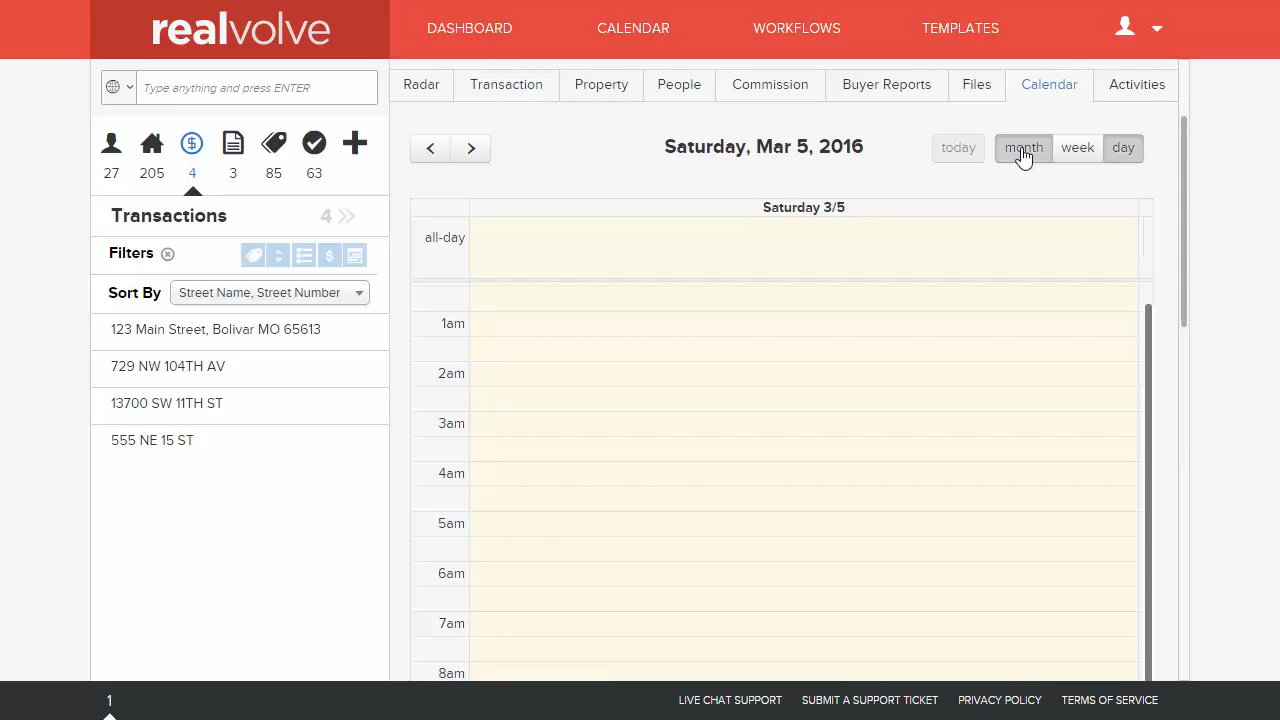 realvolve
DASHBOARD CALENDAR WORKFLOWS TEMPLATES
Type anything and press ENTER
Radar Transaction Property People Commission Buyer Reports Files Calendar Activities
27 205 4 3 85 63
Saturday, Mar 5, 2016
today month week day
Transactions 4
Filters
Sort By Street Name, Street Number
123 Main Street, Bolivar MO 65613
729 NW 104TH AV
13700 SW 11TH ST
555 NE 15 ST
Saturday 3/5
all-day
1am
2am
3am
4am
5am
6am
7am
8am
1
LIVE CHAT SUPPORT SUBMIT A SUPPORT TICKET PRIVACY POLICY TERMS OF SERVICE